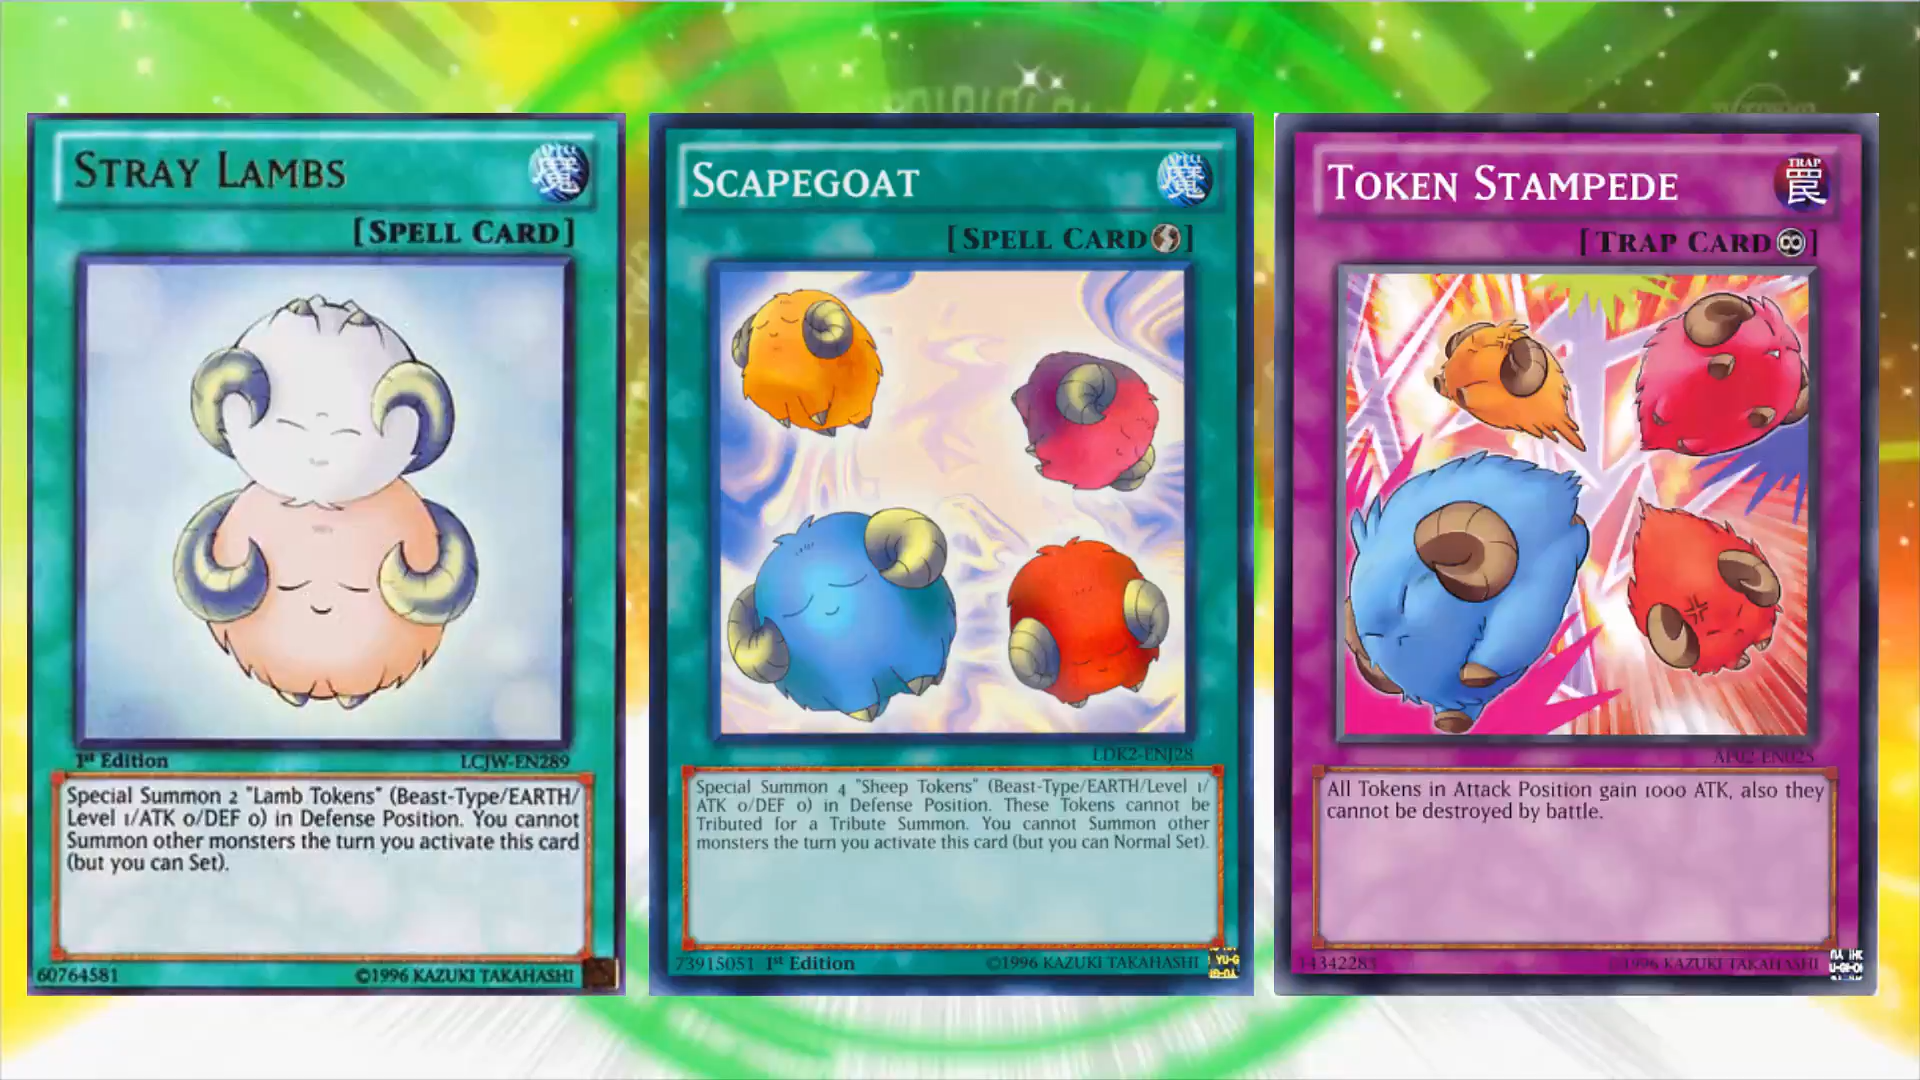 STRAY LAMBS
[SPELL CARD]
1st Edition
LCJW-EN289
Special Summon 2 "Lamb Tokens" (Beast-Type/EARTH/
Level 1/ATK 0/DEF 0) in Defense Position. You cannot
Summon other monsters the turn you activate this card
(but you can Set).
60764581
©1996 KAZUKI TAKAHASHI
SCAPEGOAT
魔
[SPELL CARD]
LDK2-ENJ28
Special Summon 4 "Sheep Tokens" (Beast-Type/EARTH/Level 1/
ATK 0/DEF 0) in Defense Position. These Tokens cannot be
Tributed for a Tribute Summon. You cannot Summon other
monsters the turn you activate this card (but you can Normal Set).
73915051 1st Edition
©1996 KAZUKI TAKAHASHI
TOKEN STAMPEDE
TRAP
罠
[TRAP CARD]
AP02-EN025
All Tokens in Attack Position gain 1000 ATK, also they
cannot be destroyed by battle.
14342283
©1996 KAZUKI TAKAHASHI